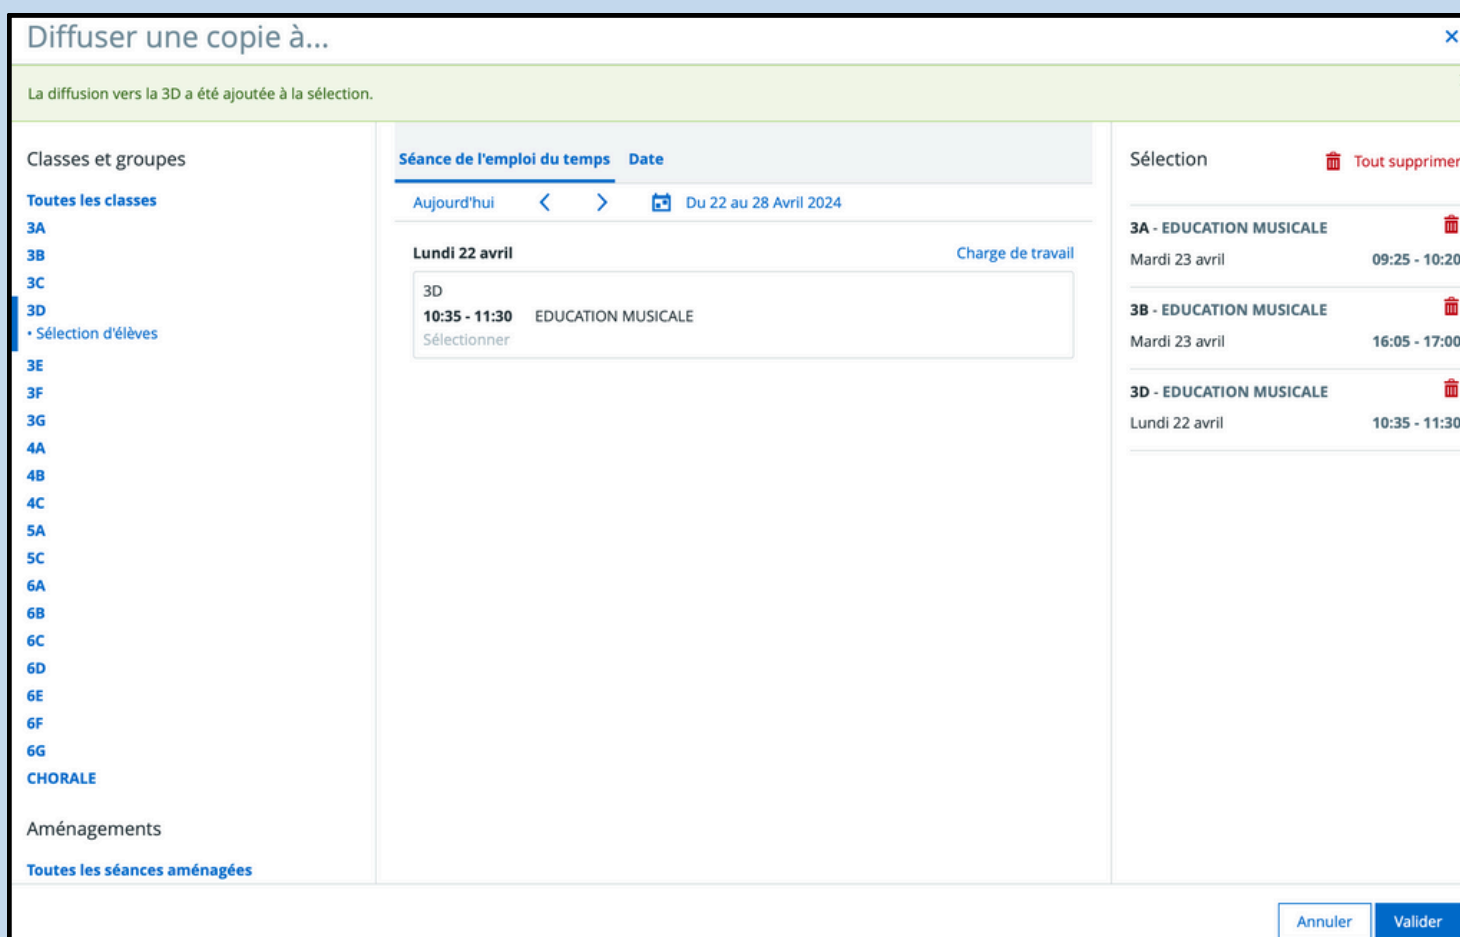 Diffuser une copie à...
La diffusion vers la 3D a été ajoutée à la sélection.
Classes et groupes
Toutes les classes
3A
3B
3C
3D
• Sélection d'élèves
3E
3F
3G
4A
4B
4C
5A
5C
6A
6B
6C
6D
6E
6F
6G
CHORALE
Aménagements
Toutes les séances aménagées
Séance de l'emploi du temps Date
Aujourd'hui < > Du 22 au 28 Avril 2024
Lundi 22 avril Charge de travail
3D
10:35 - 11:30 EDUCATION MUSICALE
Sélectionner
Sélection Tout supprimer
3A - EDUCATION MUSICALE
Mardi 23 avril 09:25 - 10:20
3B - EDUCATION MUSICALE
Mardi 23 avril 16:05 - 17:00
3D - EDUCATION MUSICALE
Lundi 22 avril 10:35 - 11:30
Annuler Valider